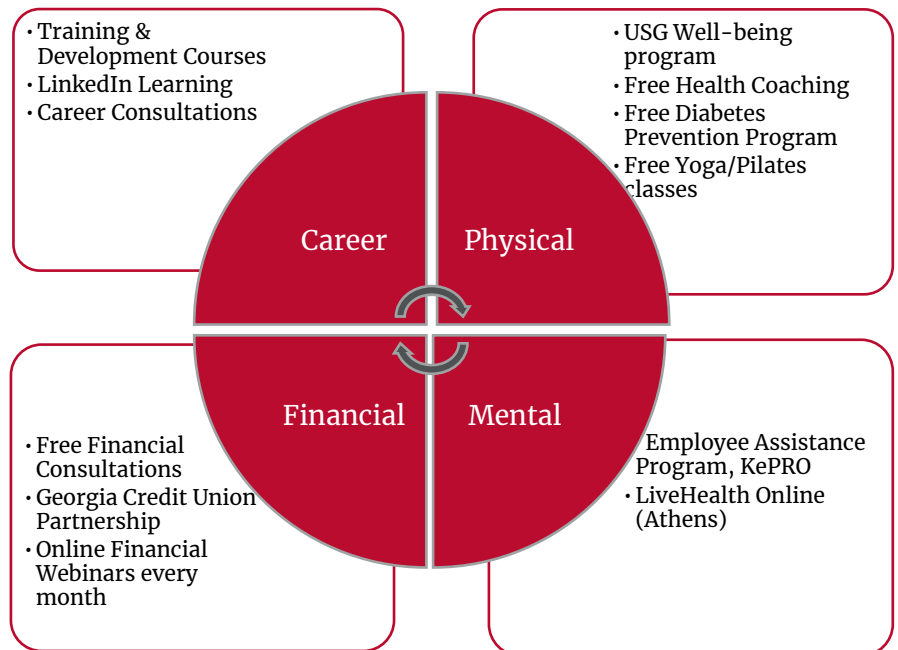 · Training &
Development Courses
· LinkedIn Learning
· Career Consultations
· USG Well-being
program
· Free Health Coaching
· Free Diabetes
Prevention Program
· Free Yoga/Pilates
classes
Career
Physical
Financial
Mental
· Free Financial
Consultations
· Georgia Credit Union
Partnership
· Online Financial
Webinars every
month
Employee Assistance
Program, KePRO
· LiveHealth Online
(Athens)